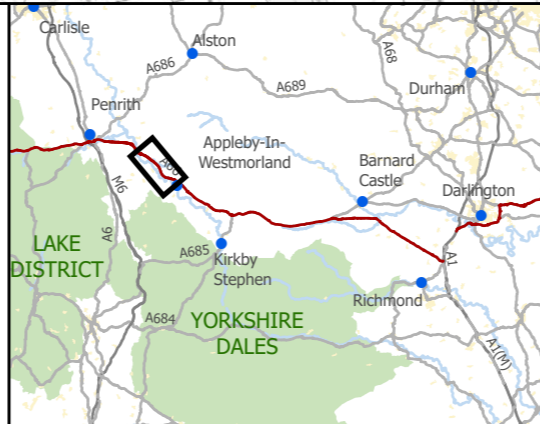 Carlisle
Alston
A68
A686
A689
Durham
Penrith
Appleby-In-
Westmorland
A66
Barnard
Castle
Darlington
M6
A6
LAKE
DISTRICT
A685
Kirkby
Stephen
A1
Richmond
A684
YORKSHIRE
DALES
A1(M)